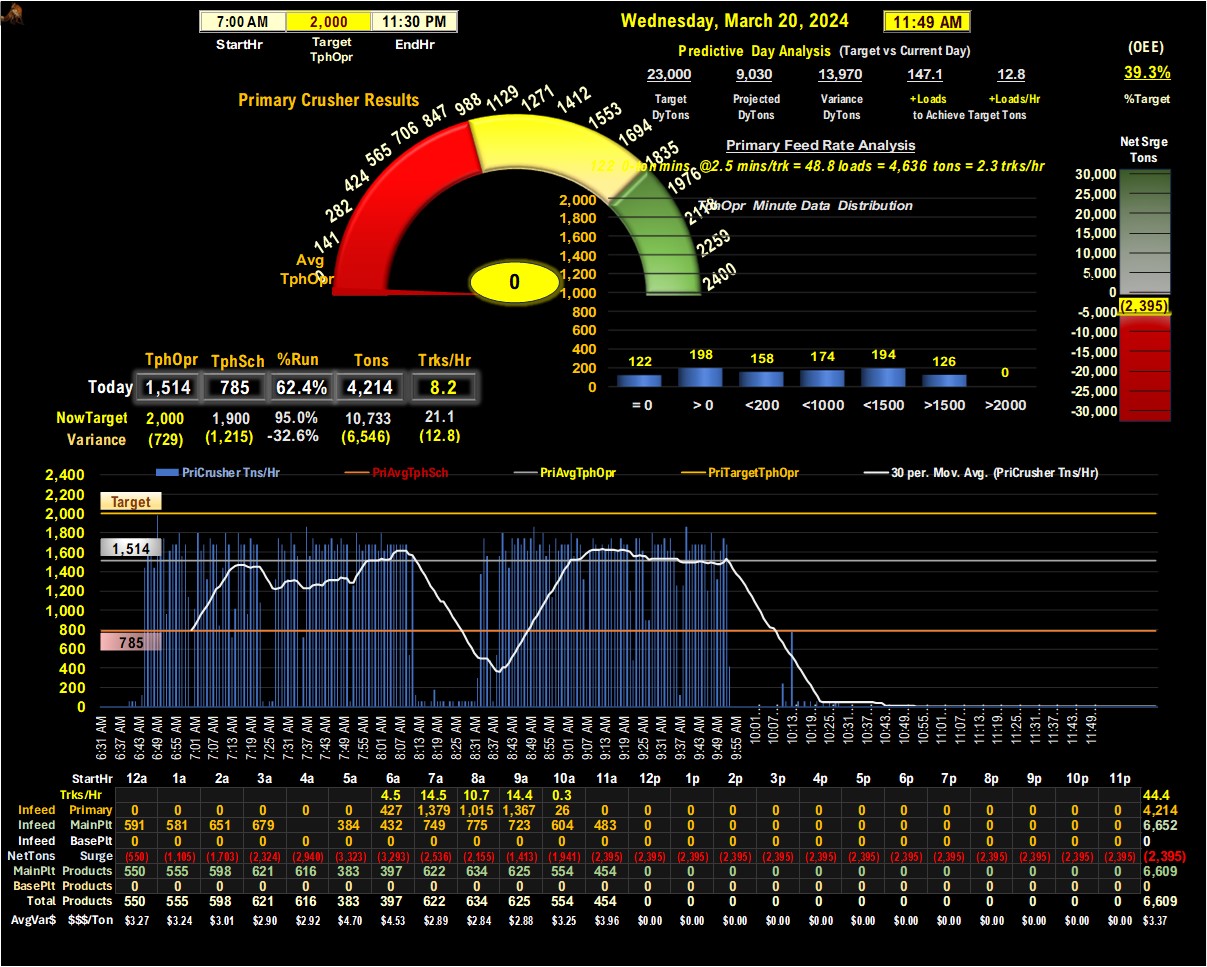 7:00 AM 2,000 11:30 PM
StartHr Target TphOpr EndHr
Wednesday, March 20, 2024 11:49 AM
Predictive Day Analysis (Target vs Current Day)
23,000 9,030 13,970 147.1 12.8
Target DyTons Projected DyTons Variance DyTons +Loads +Loads/Hr
to Achieve Target Tons
(OEE)
39.3%
%Target
Primary Crusher Results
0 141 282 424 565 706 847 988 1129 1271 1412 1553 1694 1835 1976 2118 2259 2400
Avg
TphOpr
0
Primary Feed Rate Analysis
mins @2.5 mins/trk = 48.8 loads = 4,636 tons = 2.3 trks/hr
TphOpr Minute Data Distribution
2,000
1,800
1,600
1,400
1,200
1,000
800
600
400
200
0
122 198 158 174 194 126 0
= 0 > 0 <200 <1000 <1500 >1500 >2000
Net Srge
Tons
30,000
25,000
20,000
15,000
10,000
5,000
0
-5,000
(2,395)
-10,000
-15,000
-20,000
-25,000
-30,000
TphOpr TphSch %Run Tons Trks/Hr
Today 1,514 785 62.4% 4,214 8.2
NowTarget 2,000 1,900 95.0% 10,733 21.1
Variance (729) (1,215) -32.6% (6,546) (12.8)
PriCrusher Tns/Hr PriAvgTphSch PriAvgTphOpr PriTargetTphOpr 30 per. Mov. Avg. (PriCrusher Tns/Hr)
2,400
2,200
2,000
1,800
1,600
1,400
1,200
1,000
800
600
400
200
0
Target
1,514
785
6:31 AM 6:37 AM 6:43 AM 6:49 AM 6:55 AM 7:01 AM 7:07 AM 7:13 AM 7:19 AM 7:25 AM 7:31 AM 7:37 AM 7:43 AM 7:49 AM 7:55 AM 8:01 AM 8:07 AM 8:13 AM 8:19 AM 8:25 AM 8:31 AM 8:37 AM 8:43 AM 8:49 AM 8:55 AM 9:01 AM 9:07 AM 9:13 AM 9:19 AM 9:25 AM 9:31 AM 9:37 AM 9:43 AM 9:49 AM 9:55 AM 10:01… 10:07… 10:13… 10:19… 10:25… 10:31… 10:37… 10:43… 10:49… 10:55… 11:01… 11:07… 11:13… 11:19… 11:25… 11:31… 11:37… 11:43… 11:49…
StartHr 12a 1a 2a 3a 4a 5a 6a 7a 8a 9a 10a 11a 12p 1p 2p 3p 4p 5p 6p 7p 8p 9p 10p 11p
Trks/Hr 4.5 14.5 10.7 14.4 0.3 44.4
Infeed Primary 0 0 0 0 0 0 427 1,379 1,015 1,367 26 0 0 0 0 0 0 0 0 0 0 0 0 4,214
Infeed MainPlt 591 581 651 679 384 432 749 775 723 604 483 0 0 0 0 0 0 0 0 0 0 0 0 6,652
Infeed BasePlt 0 0 0 0 0 0 0 0 0 0 0 0 0 0 0 0 0 0 0 0 0 0 0 0
NetTons Surge (550) (1,105) (1,703) (2,324) (2,940) (3,323) (3,293) (2,536) (2,155) (1,413) (1,941) (2,395) (2,395) (2,395) (2,395) (2,395) (2,395) (2,395) (2,395) (2,395) (2,395) (2,395) (2,395) (2,395) (2,395)
MainPlt Products 550 555 598 621 616 383 397 622 634 625 554 454 0 0 0 0 0 0 0 0 0 0 0 0 6,609
BasePlt Products 0 0 0 0 0 0 0 0 0 0 0 0 0 0 0 0 0 0 0 0 0 0 0 0 0
Total Products 550 555 598 621 616 383 397 622 634 625 554 454 0 0 0 0 0 0 0 0 0 0 0 0 6,609
AvgVar$ $$$/Ton $3.27 $3.24 $3.01 $2.90 $2.92 $4.70 $4.53 $2.89 $2.84 $2.88 $3.25 $3.96 $0.00 $0.00 $0.00 $0.00 $0.00 $0.00 $0.00 $0.00 $0.00 $0.00 $0.00 $0.00 $3.37